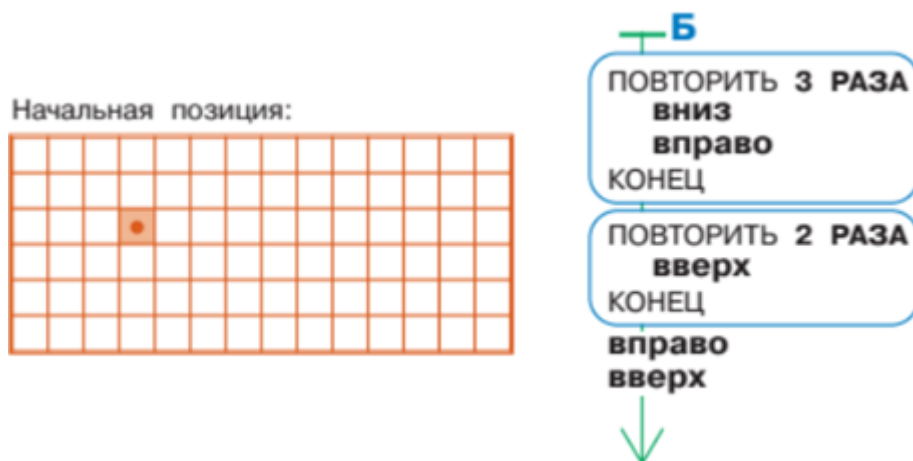 Начальная позиция:
Б
ПОВТОРИТЬ 3 РАЗА
вниз
вправо
КОНЕЦ
ПОВТОРИТЬ 2 РАЗА
вверх
КОНЕЦ
вправо
вверх